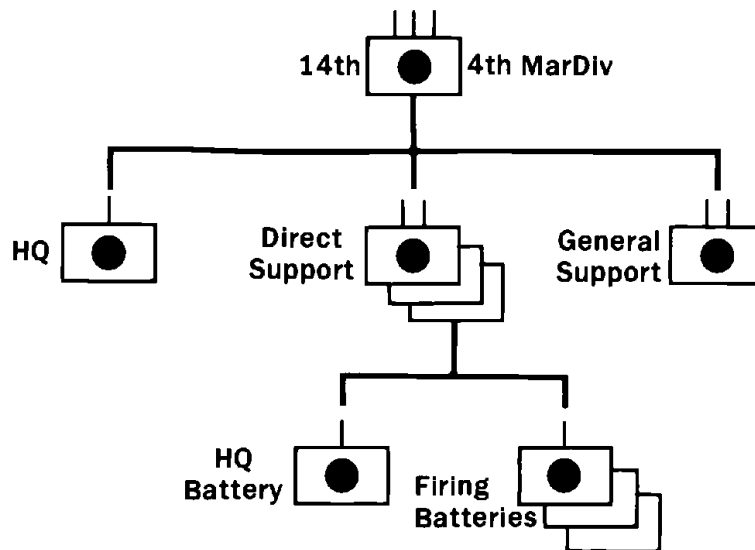 14th 4th MarDiv
HQ
Direct
Support
General
Support
HQ
Battery
Firing
Batteries